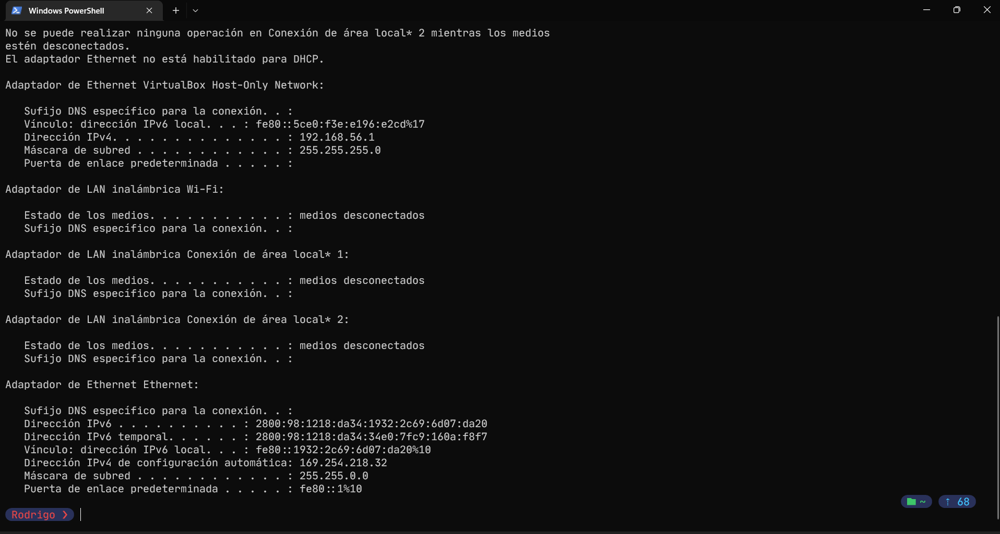 Windows PowerShell
No se puede realizar ninguna operación en Conexión de área local* 2 mientras los medios
estén desconectados.
El adaptador Ethernet no está habilitado para DHCP.
Adaptador de Ethernet VirtualBox Host-Only Network:
Sufijo DNS específico para la conexión. . :
Vínculo: dirección IPv6 local. . . : fe80::5ce0:f3e:e196:e2cd%17
Dirección IPv4. . . . . . . . . . . . . . : 192.168.56.1
Máscara de subred . . . . . . . . . . . . : 255.255.255.0
Puerta de enlace predeterminada . . . . . :
Adaptador de LAN inalámbrica Wi-Fi:
Estado de los medios. . . . . . . . . . . : medios desconectados
Sufijo DNS específico para la conexión. . :
Adaptador de LAN inalámbrica Conexión de área local* 1:
Estado de los medios. . . . . . . . . . . : medios desconectados
Sufijo DNS específico para la conexión. . :
Adaptador de LAN inalámbrica Conexión de área local* 2:
Estado de los medios. . . . . . . . . . . : medios desconectados
Sufijo DNS específico para la conexión. . :
Adaptador de Ethernet Ethernet:
Sufijo DNS específico para la conexión. . :
Dirección IPv6 . . . . . . . . . . : 2800:98:1218:da34:1932:2c69:6d07:da20
Dirección IPv6 temporal. . . . . . : 2800:98:1218:da34:34e0:7fc9:160a:f8f7
Vínculo: dirección IPv6 local. . . : fe80::1932:2c69:6d07:da20%10
Dirección IPv4 de configuración automática: 169.254.218.32
Máscara de subred . . . . . . . . . . . . : 255.255.0.0
Puerta de enlace predeterminada . . . . . : fe80::1%10
~ ⇡ 68
Rodrigo ❯